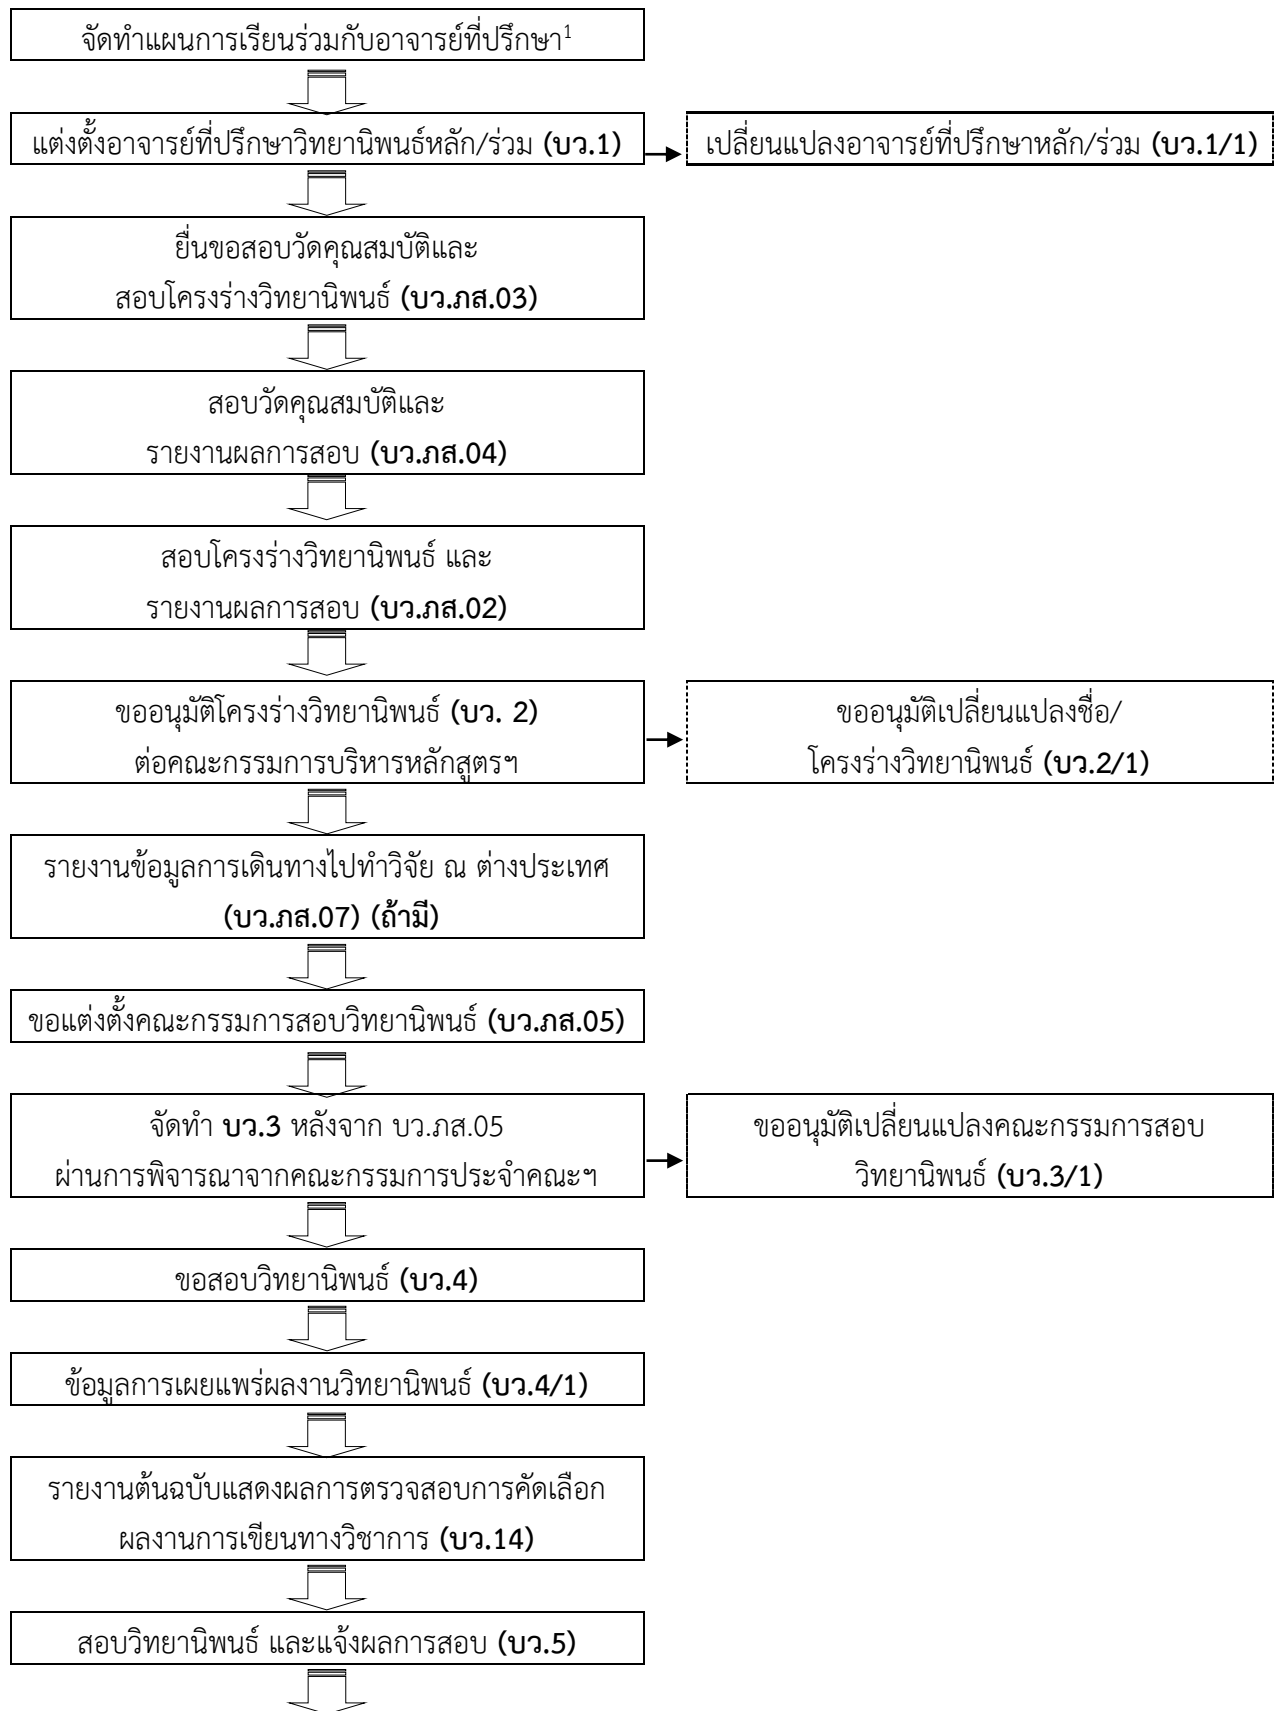 จัดทำแผนการเรียนร่วมกับอาจารย์ที่ปรึกษา¹
แต่งตั้งอาจารย์ที่ปรึกษาวิทยานิพนธ์หลัก/ร่วม (บว.1)
เปลี่ยนแปลงอาจารย์ที่ปรึกษาหลัก/ร่วม (บว.1/1)
ยื่นขอสอบวัดคุณสมบัติและ
สอบโครงร่างวิทยานิพนธ์ (บว.ภส.03)
สอบวัดคุณสมบัติและ
รายงานผลการสอบ (บว.ภส.04)
สอบโครงร่างวิทยานิพนธ์ และ
รายงานผลการสอบ (บว.ภส.02)
ขออนุมัติโครงร่างวิทยานิพนธ์ (บว. 2)
ต่อคณะกรรมการบริหารหลักสูตรฯ
ขออนุมัติเปลี่ยนแปลงชื่อ/
โครงร่างวิทยานิพนธ์ (บว.2/1)
รายงานข้อมูลการเดินทางไปทำวิจัย ณ ต่างประเทศ
(บว.ภส.07) (ถ้ามี)
ขอแต่งตั้งคณะกรรมการสอบวิทยานิพนธ์ (บว.ภส.05)
จัดทำ บว.3 หลังจาก บว.ภส.05
ผ่านการพิจารณาจากคณะกรรมการประจำคณะฯ
ขออนุมัติเปลี่ยนแปลงคณะกรรมการสอบ
วิทยานิพนธ์ (บว.3/1)
ขอสอบวิทยานิพนธ์ (บว.4)
ข้อมูลการเผยแพร่ผลงานวิทยานิพนธ์ (บว.4/1)
รายงานต้นฉบับแสดงผลการตรวจสอบการคัดเลือก
ผลงานการเขียนทางวิชาการ (บว.14)
สอบวิทยานิพนธ์ และแจ้งผลการสอบ (บว.5)